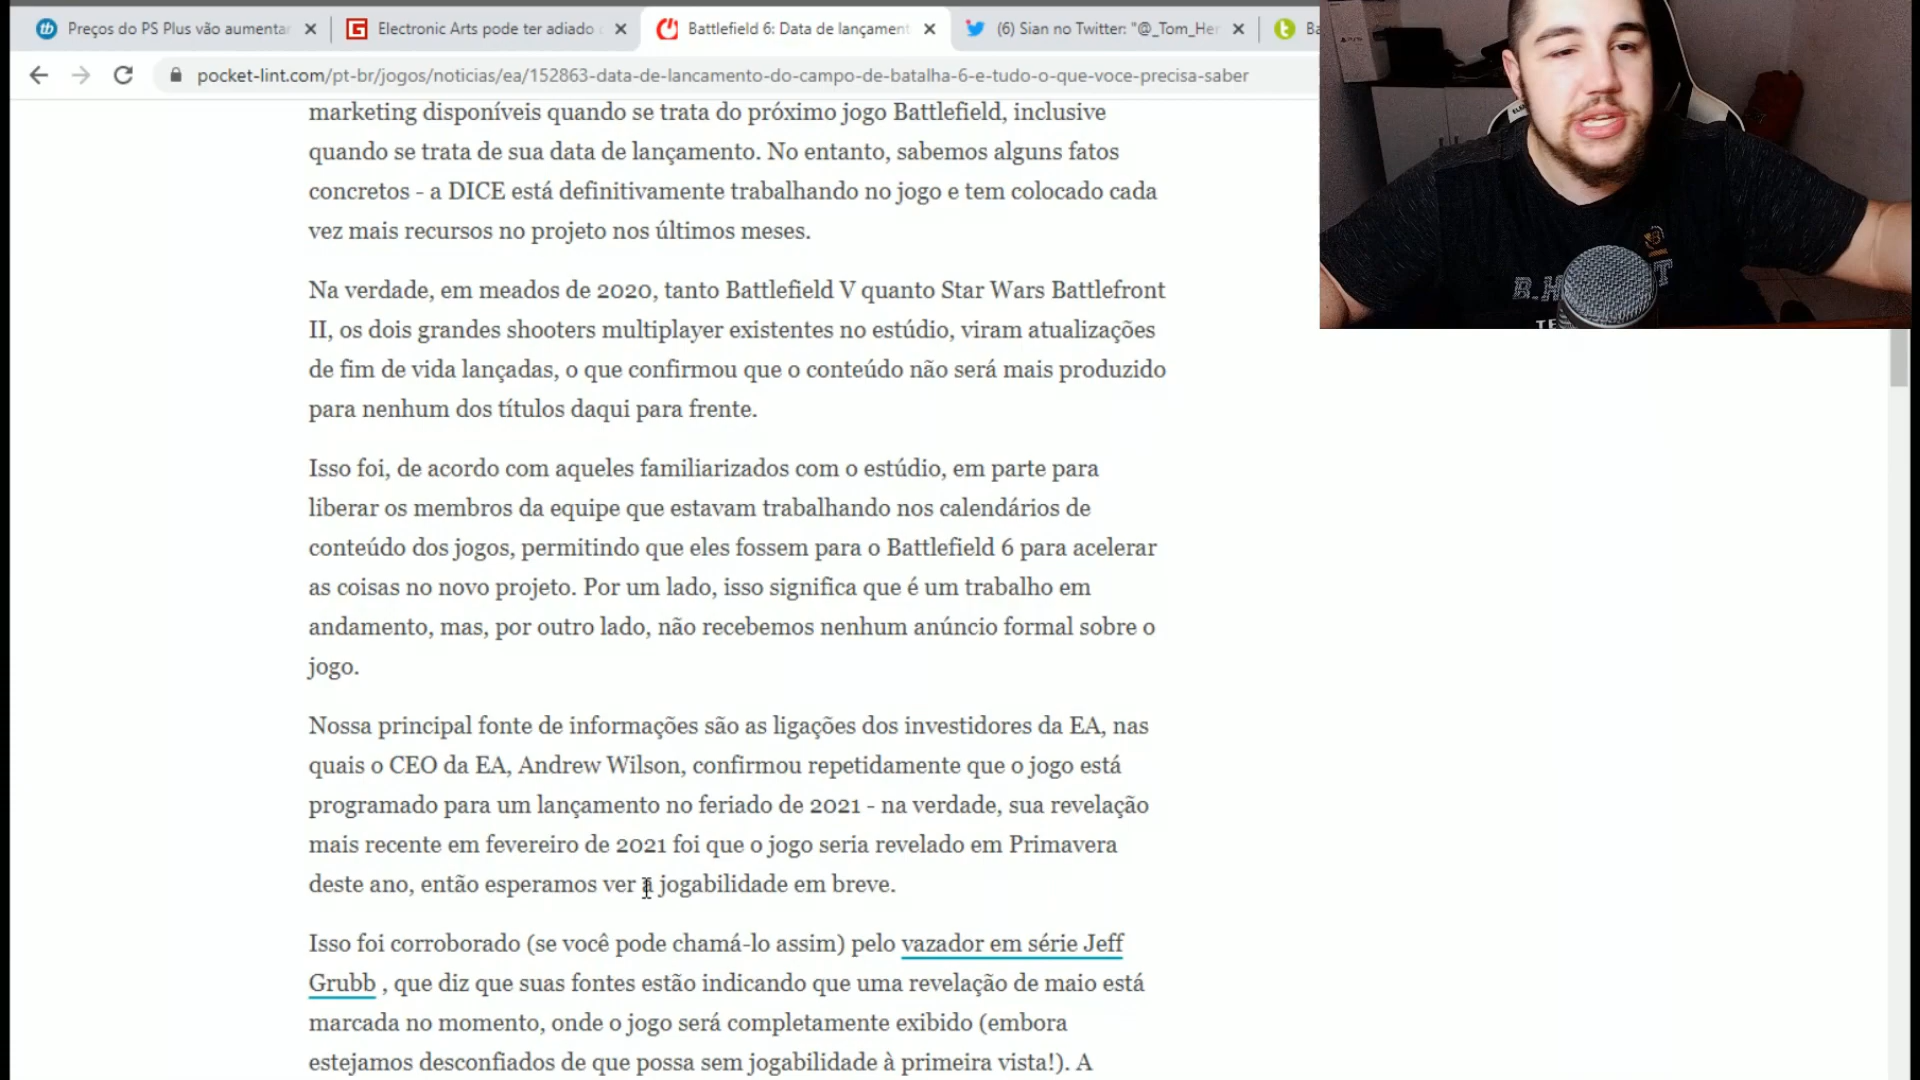 Preços do PS Plus vão aumentar
Electronic Arts pode ter adiado
Battlefield 6: Data de lançament
(6) Sian no Twitter: "@_Tom_Her
Ba
pocket-lint.com/pt-br/jogos/noticias/ea/152863-data-de-lancamento-do-campo-de-batalha-6-e-tudo-o-que-voce-precisa-saber
marketing disponíveis quando se trata do próximo jogo Battlefield, inclusive
quando se trata de sua data de lançamento. No entanto, sabemos alguns fatos
concretos - a DICE está definitivamente trabalhando no jogo e tem colocado cada
vez mais recursos no projeto nos últimos meses.
Na verdade, em meados de 2020, tanto Battlefield V quanto Star Wars Battlefront
II, os dois grandes shooters multiplayer existentes no estúdio, viram atualizações
de fim de vida lançadas, o que confirmou que o conteúdo não será mais produzido
para nenhum dos títulos daqui para frente.
Isso foi, de acordo com aqueles familiarizados com o estúdio, em parte para
liberar os membros da equipe que estavam trabalhando nos calendários de
conteúdo dos jogos, permitindo que eles fossem para o Battlefield 6 para acelerar
as coisas no novo projeto. Por um lado, isso significa que é um trabalho em
andamento, mas, por outro lado, não recebemos nenhum anúncio formal sobre o
jogo.
Nossa principal fonte de informações são as ligações dos investidores da EA, nas
quais o CEO da EA, Andrew Wilson, confirmou repetidamente que o jogo está
programado para um lançamento no feriado de 2021 - na verdade, sua revelação
mais recente em fevereiro de 2021 foi que o jogo seria revelado em Primavera
deste ano, então esperamos ver a jogabilidade em breve.
Isso foi corroborado (se você pode chamá-lo assim) pelo vazador em série Jeff
Grubb , que diz que suas fontes estão indicando que uma revelação de maio está
marcada no momento, onde o jogo será completamente exibido (embora
estejamos desconfiados de que possa sem jogabilidade à primeira vista!). A